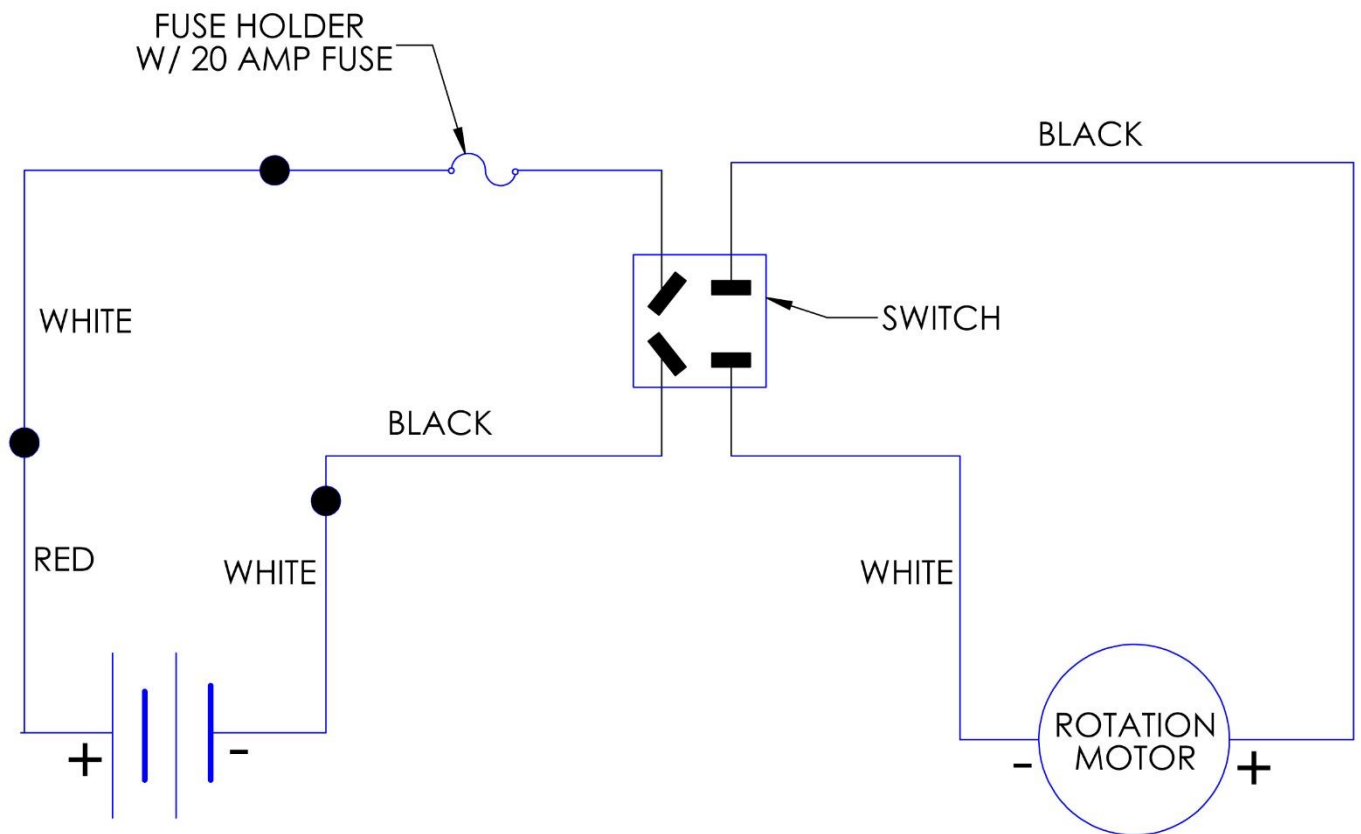 FUSE HOLDER
W/ 20 AMP FUSE
BLACK
WHITE
SWITCH
BLACK
RED
WHITE
WHITE
ROTATION
MOTOR
+
-
-
+